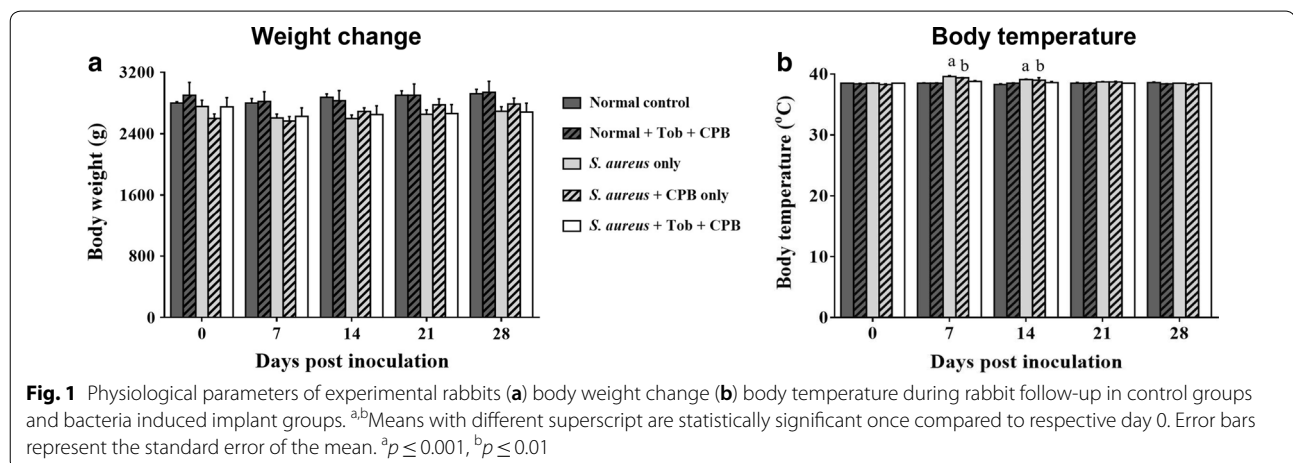 Weight change
a
3200
2400
1600
800
0
Body weight (g)
0 7 14 21 28
Days post inoculation
Normal control
Normal + Tob + CPB
S. aureus only
S. aureus + CPB only
S. aureus + Tob + CPB
Body temperature
b
a b a b
40
30
20
10
0
Body temperature (⁰C)
0 7 14 21 28
Days post inoculation
Fig. 1 Physiological parameters of experimental rabbits (a) body weight change (b) body temperature during rabbit follow-up in control groups
and bacteria induced implant groups. ᵃ,ᵇMeans with different superscript are statistically significant once compared to respective day 0. Error bars
represent the standard error of the mean. ᵃp ≤ 0.001, ᵇp ≤ 0.01